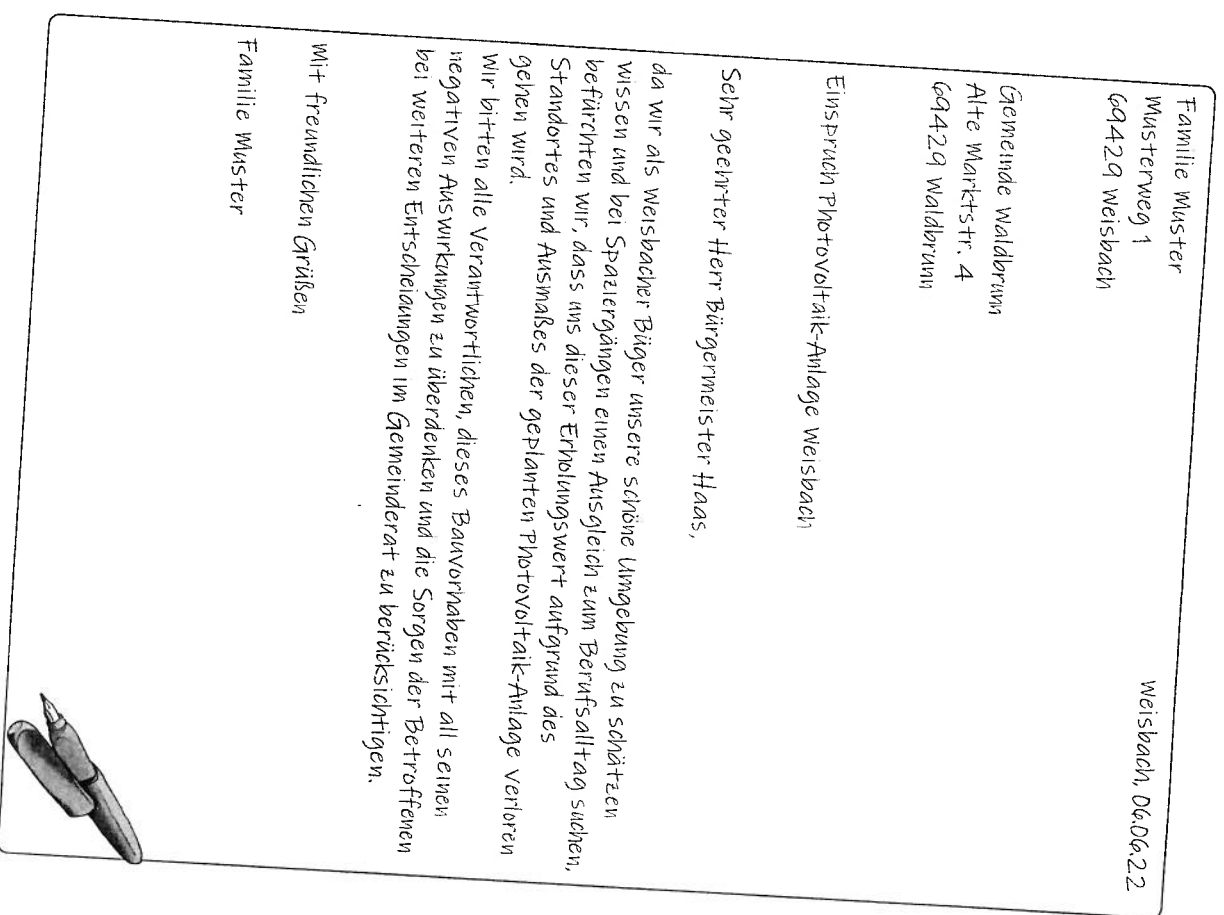 Familie Muster
Musterweg 1
69429 Weisbach
Weisbach, 06.06.22
Gemeinde Waldbrunn
Alte Marktstr. 4
69429 Waldbrunn
Einspruch Photovoltaik-Anlage Weisbach
Sehr geehrter Herr Bürgermeister Haas,
da wir als Weisbacher Büger unsere schöne Umgebung zu schätzen
wissen und bei Spaziergängen einen Ausgleich zum Berufsalltag suchen,
befürchten wir, dass uns dieser Erholungswert aufgrund des
Standortes und Ausmaßes der geplanten Photovoltaik-Anlage verloren
gehen wird.
Wir bitten alle Verantwortlichen, dieses Bauvorhaben mit all seinen
negativen Auswirkungen zu überdenken und die Sorgen der Betroffenen
bei weiteren Entscheidungen im Gemeinderat zu berücksichtigen.
Mit freundlichen Grüßen
Familie Muster